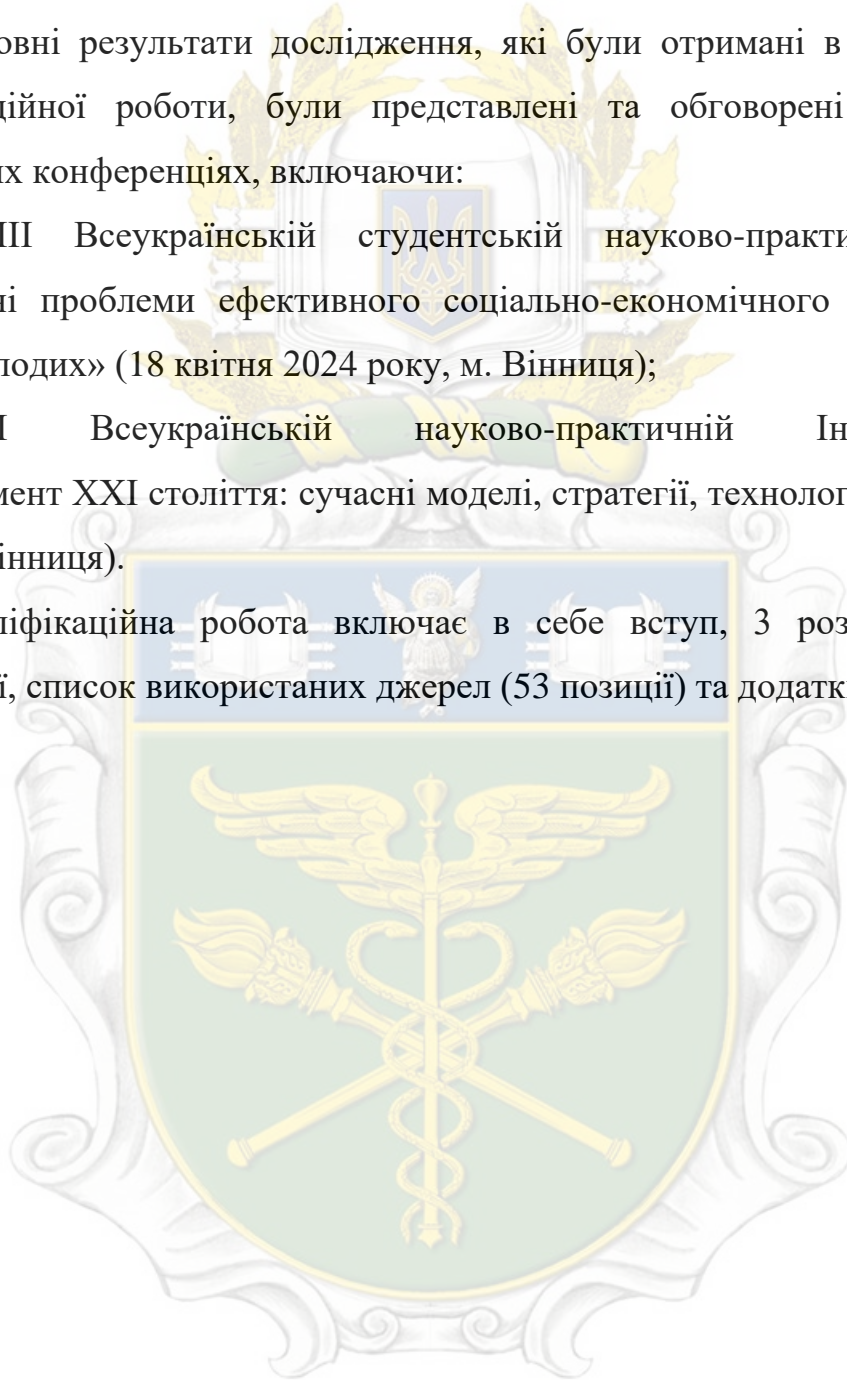 овні результати дослідження, які були отримані в
ційної роботи, були представлені та обговорені
их конференціях, включаючи:
ІІІ Всеукраїнській студентській науково-практи
ні проблеми ефективного соціально-економічного
лодих» (18 квітня 2024 року, м. Вінниця);
І Всеукраїнській науково-практичній Ін
мент ХХІ століття: сучасні моделі, стратегії, технолог
інниця).
ліфікаційна робота включає в себе вступ, 3 роз
ї, список використаних джерел (53 позиції) та додатк